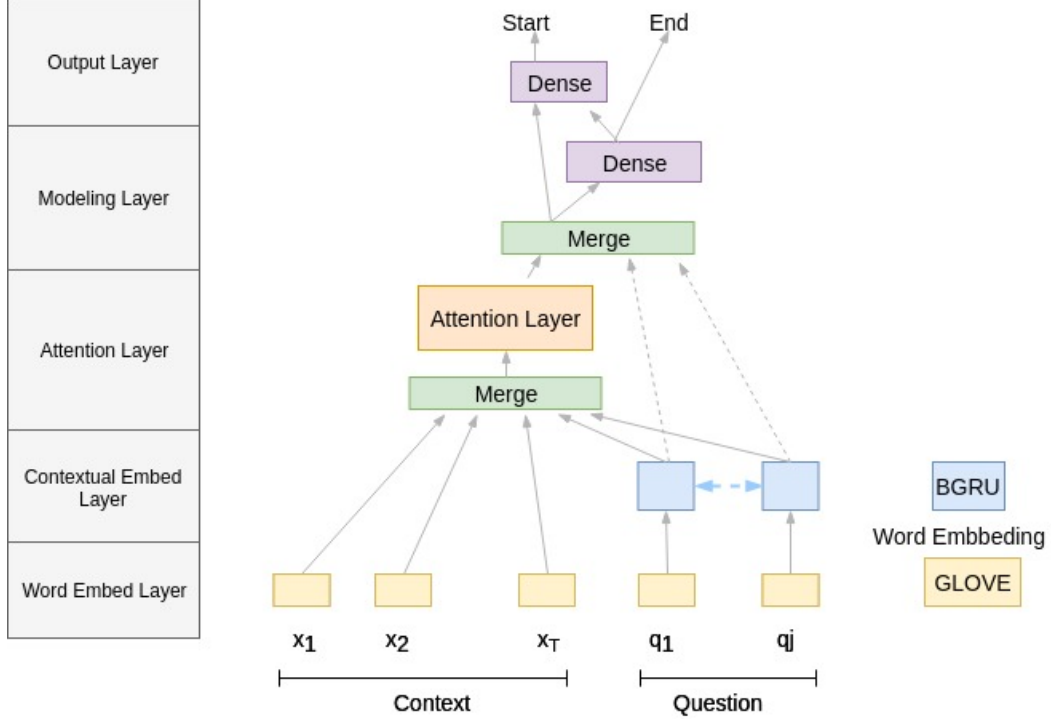 Start
End
Output Layer
Dense
Modeling Layer
Dense
Merge
Attention Layer
Attention Layer
Merge
Contextual Embed
Layer
BGRU
Word Embbeding
Word Embed Layer
GLOVE
x1
x2
xT
q1
qj
Context
Question